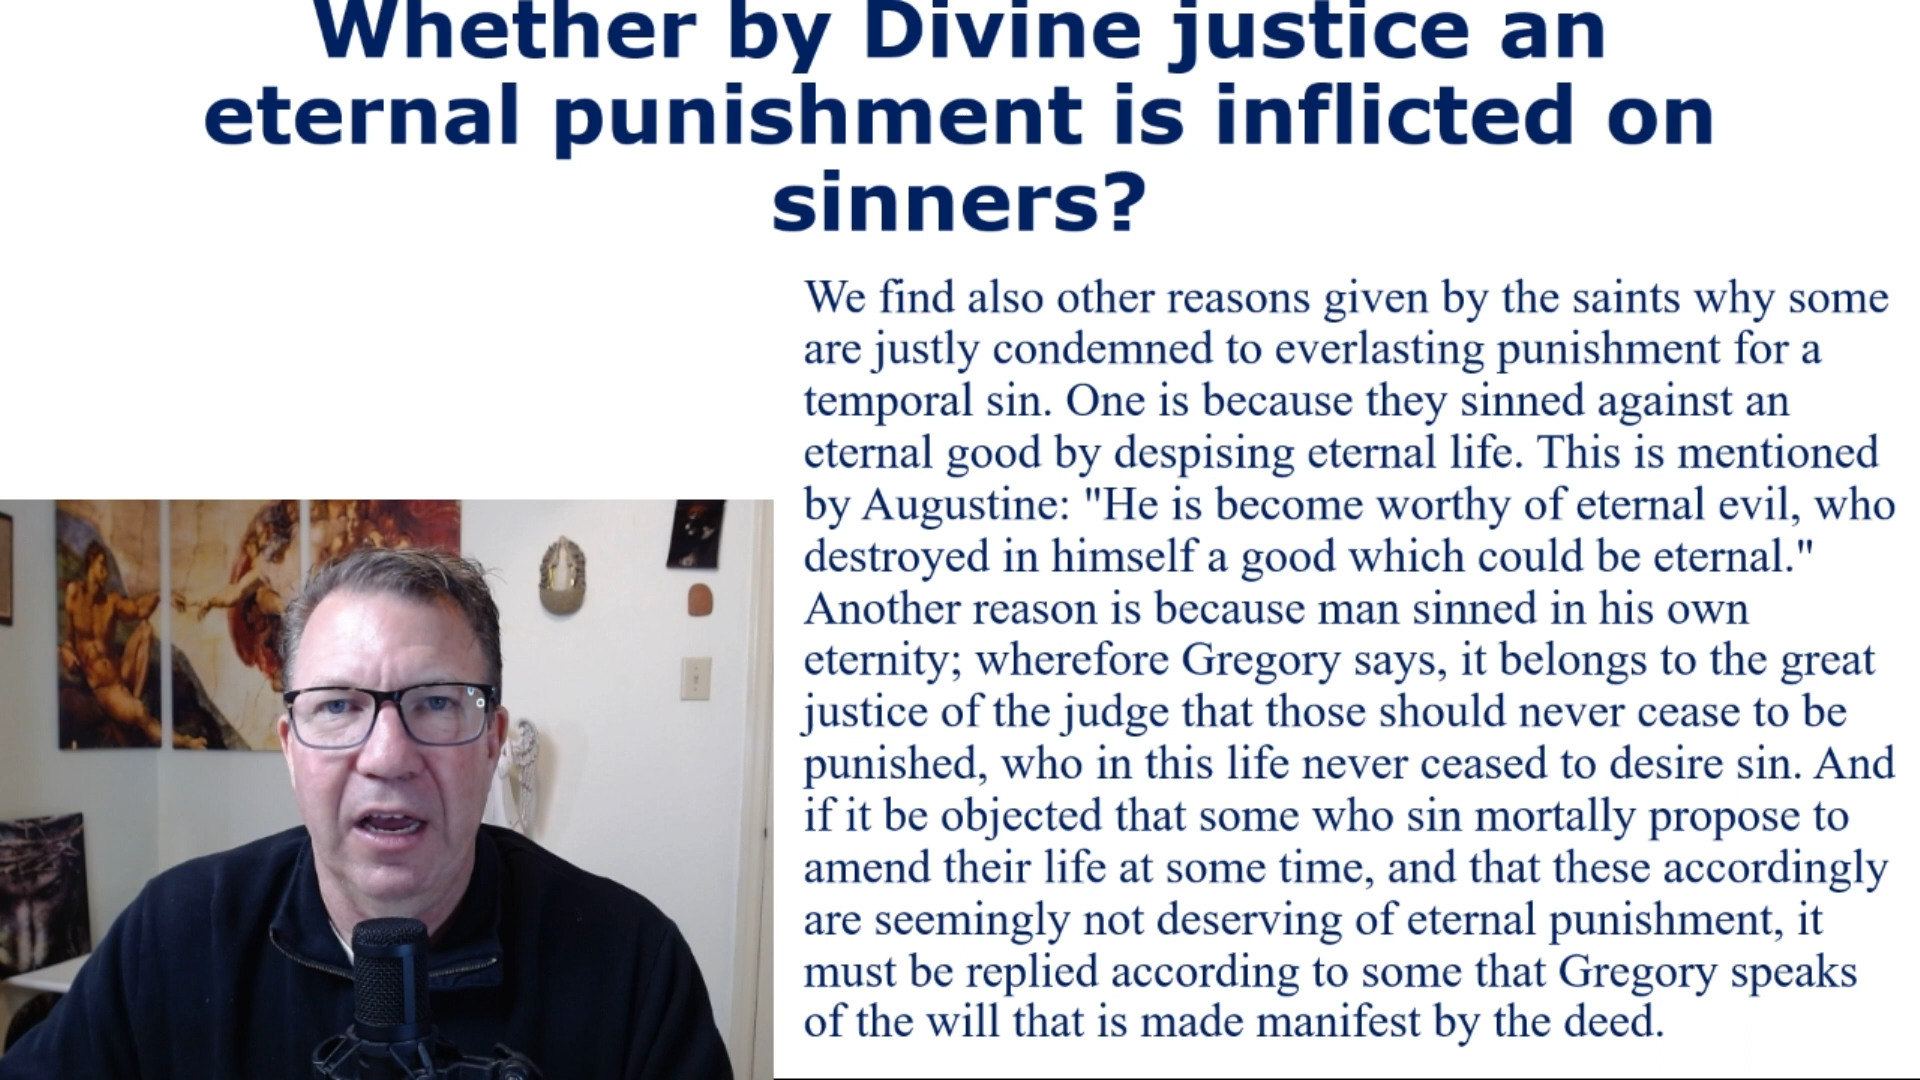 Whether by Divine justice an
eternal punishment is inflicted on
sinners?
We find also other reasons given by the saints why some
are justly condemned to everlasting punishment for a
temporal sin. One is because they sinned against an
eternal good by despising eternal life. This is mentioned
by Augustine: "He is become worthy of eternal evil, who
destroyed in himself a good which could be eternal."
Another reason is because man sinned in his own
eternity; wherefore Gregory says, it belongs to the great
justice of the judge that those should never cease to be
punished, who in this life never ceased to desire sin. And
if it be objected that some who sin mortally propose to
amend their life at some time, and that these accordingly
are seemingly not deserving of eternal punishment, it
must be replied according to some that Gregory speaks
of the will that is made manifest by the deed.